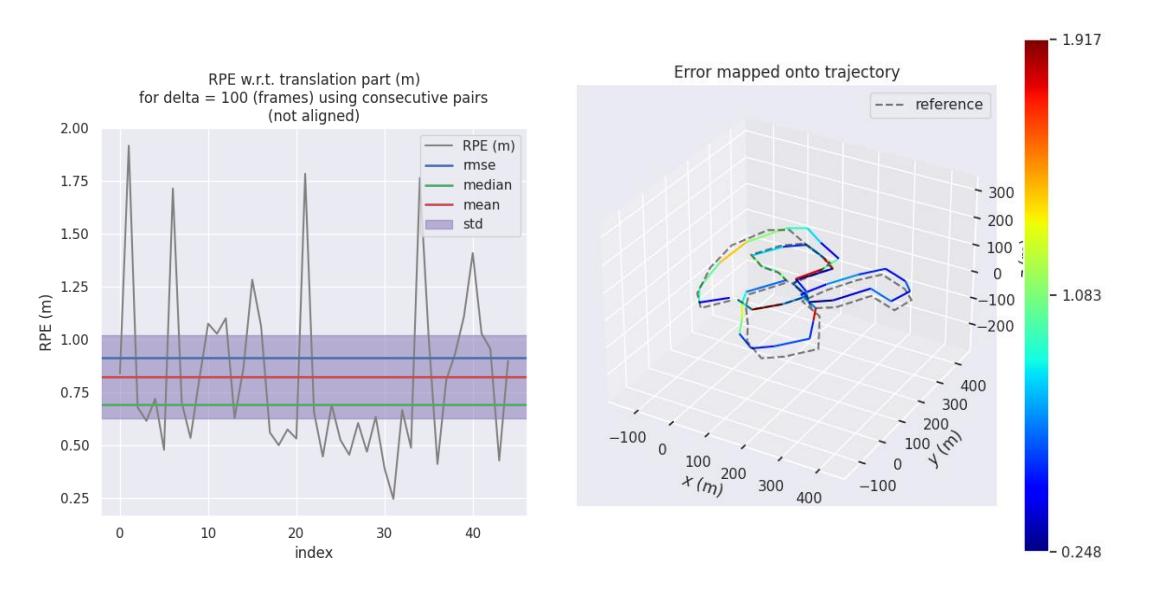 RPE w.r.t. translation part (m)
for delta = 100 (frames) using consecutive pairs
(not aligned)
2.00
1.75
1.50
1.25
1.00
0.75
0.50
0.25
RPE (m)
0
10
20
30
40
index
RPE (m)
rmse
median
mean
std
Error mapped onto trajectory
reference
300
200
100
0
−100
−200
−100
0
100
200
300
400
x (m)
400
300
200
100
0
−100
y (m)
1.917
1.083
0.248